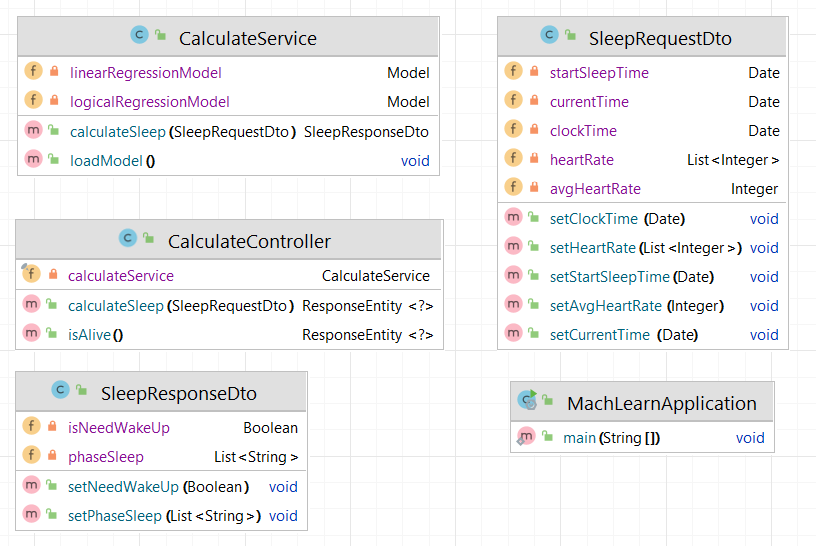 CalculateService
linearRegressionModel Model
logicalRegressionModel Model
calculateSleep(SleepRequestDto) SleepResponseDto
loadModel() void
SleepRequestDto
startSleepTime Date
currentTime Date
clockTime Date
heartRate List<Integer>
avgHeartRate Integer
setClockTime (Date) void
setHeartRate(List<Integer>) void
setStartSleepTime(Date) void
setAvgHeartRate (Integer) void
setCurrentTime (Date) void
CalculateController
calculateService CalculateService
calculateSleep(SleepRequestDto) ResponseEntity <?>
isAlive() ResponseEntity <?>
SleepResponseDto
isNeedWakeUp Boolean
phaseSleep List<String>
setNeedWakeUp(Boolean) void
setPhaseSleep(List<String>) void
MachLearnApplication
main(String[]) void